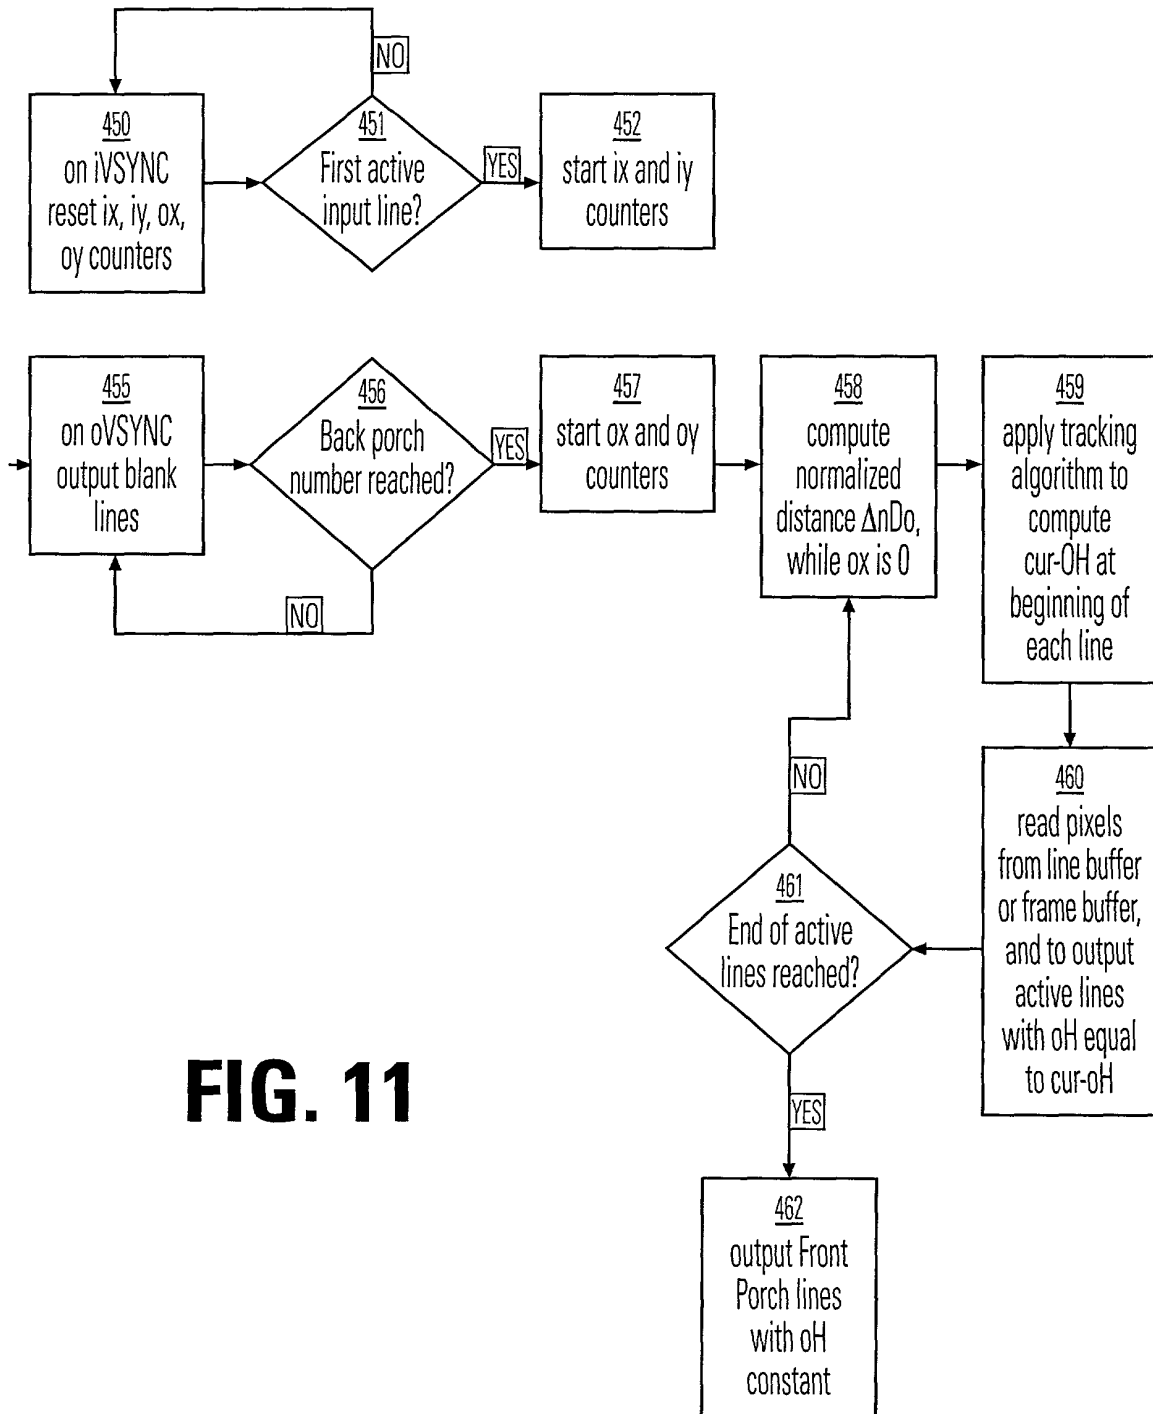 NO
450
on iVSYNC
reset ix, iy, ox,
oy counters
451
First active
input line?
YES
452
start ix and iy
counters
455
on oVSYNC
output blank
lines
456
Back porch
number reached?
YES
NO
457
start ox and oy
counters
458
compute
normalized
distance ΔnDo,
while ox is 0
459
apply tracking
algorithm to
compute
cur-OH at
beginning of
each line
460
read pixels
from line buffer
or frame buffer,
and to output
active lines
with oH equal
to cur-oH
NO
461
End of active
lines reached?
YES
462
output Front
Porch lines
with oH
constant
FIG. 11